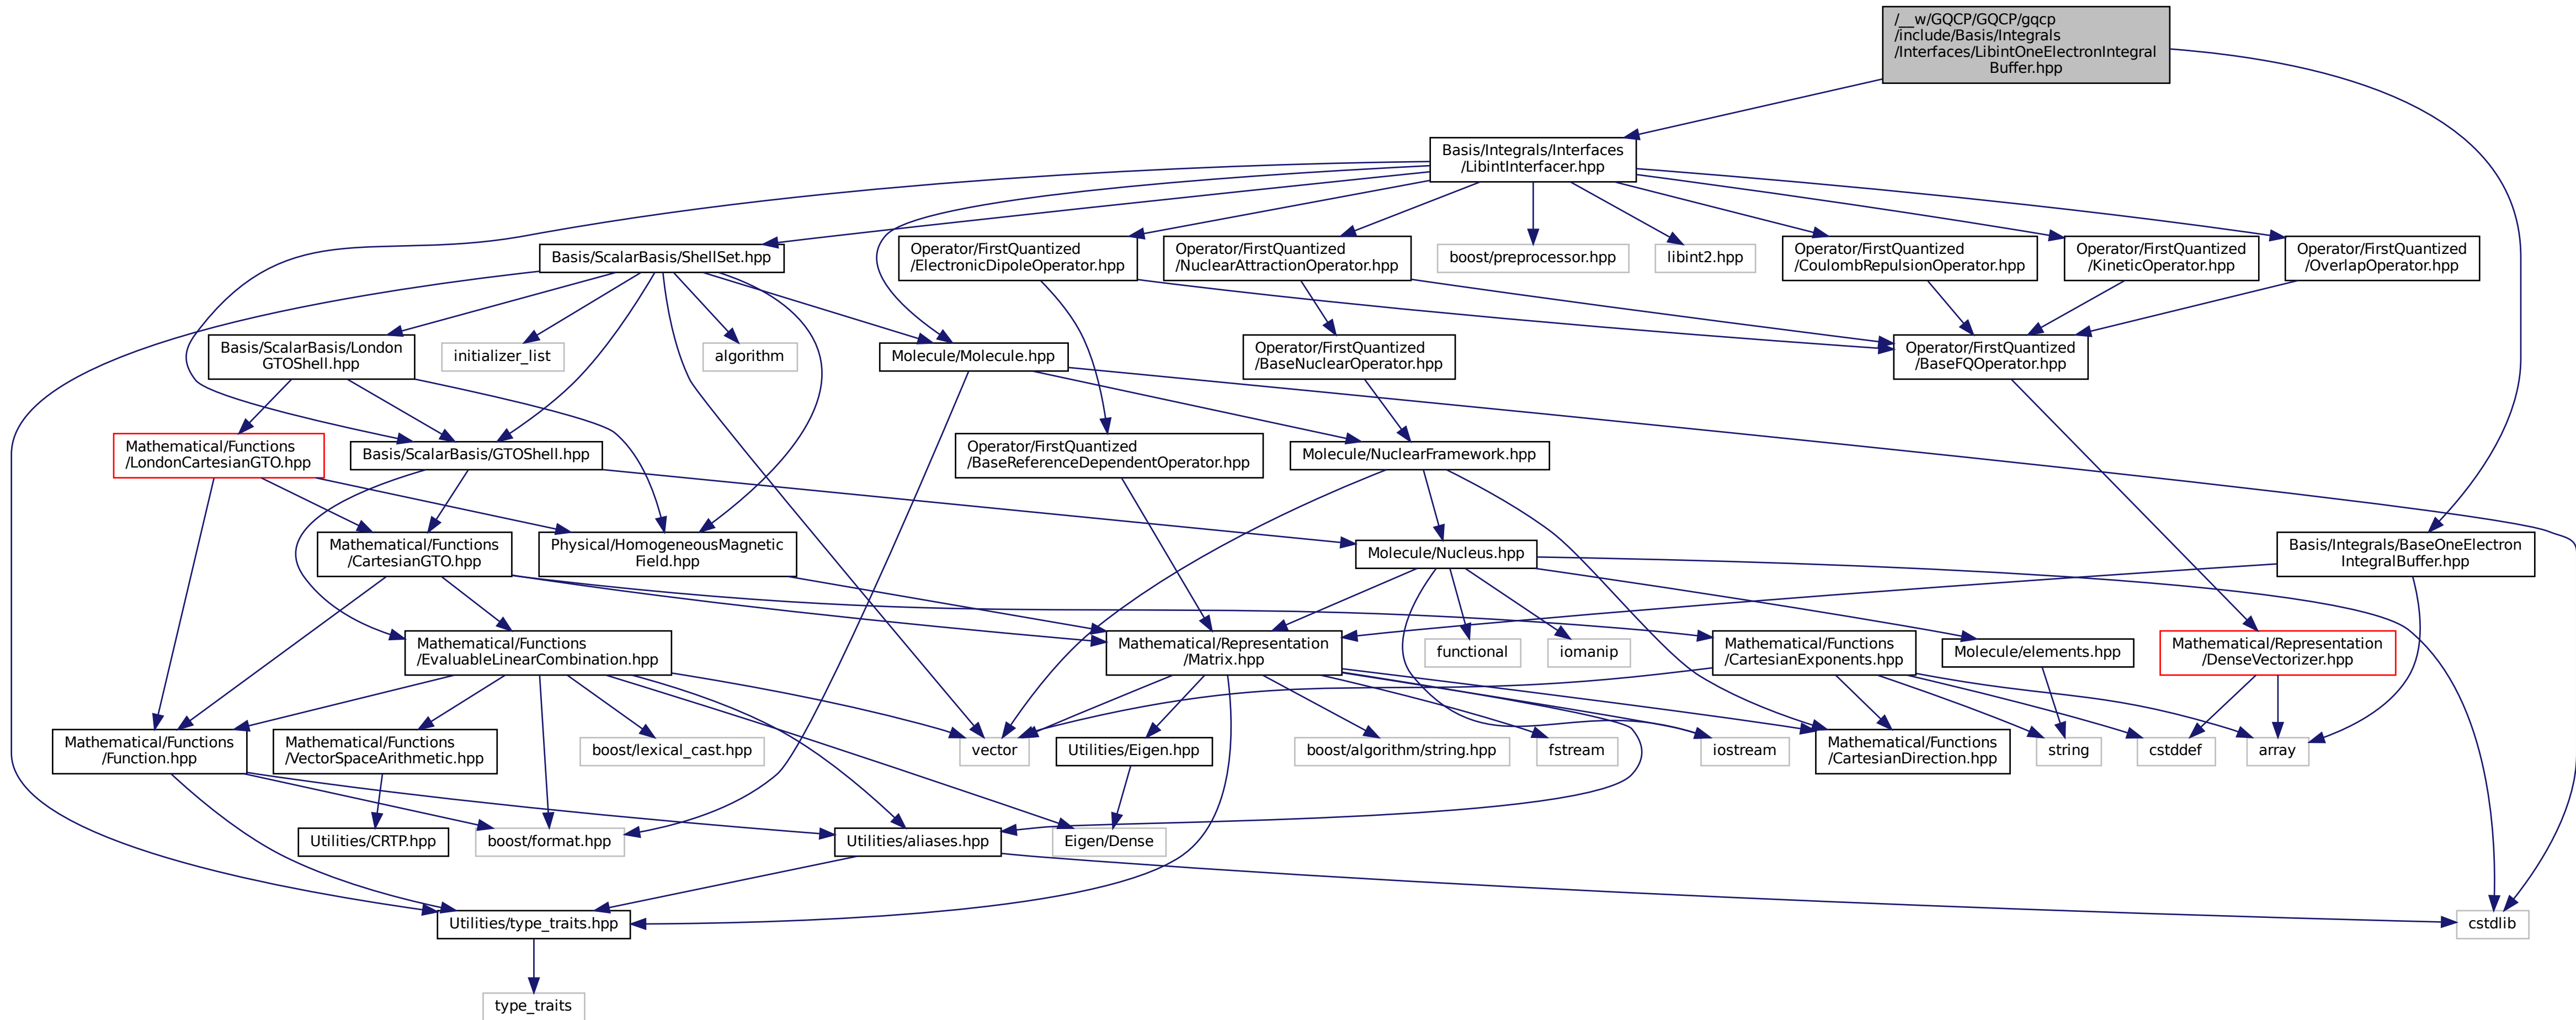 /__w/GQCP/GQCP/gqcp
/include/Basis/Integrals
/Interfaces/LibintOneElectronIntegral
Buffer.hpp
Basis/Integrals/Interfaces
/LibintInterfacer.hpp
Basis/ScalarBasis/ShellSet.hpp
Operator/FirstQuantized
/ElectronicDipoleOperator.hpp
Operator/FirstQuantized
/NuclearAttractionOperator.hpp
boost/preprocessor.hpp
libint2.hpp
Operator/FirstQuantized
/CoulombRepulsionOperator.hpp
Operator/FirstQuantized
/KineticOperator.hpp
Operator/FirstQuantized
/OverlapOperator.hpp
Basis/ScalarBasis/London
GTOShell.hpp
initializer_list
algorithm
Molecule/Molecule.hpp
Operator/FirstQuantized
/BaseNuclearOperator.hpp
Operator/FirstQuantized
/BaseFQOperator.hpp
Mathematical/Functions
/LondonCartesianGTO.hpp
Basis/ScalarBasis/GTOShell.hpp
Operator/FirstQuantized
/BaseReferenceDependentOperator.hpp
Molecule/NuclearFramework.hpp
Mathematical/Functions
/CartesianGTO.hpp
Physical/HomogeneousMagnetic
Field.hpp
Molecule/Nucleus.hpp
Basis/Integrals/BaseOneElectron
IntegralBuffer.hpp
Mathematical/Functions
/EvaluableLinearCombination.hpp
Mathematical/Representation
/Matrix.hpp
functional
iomanip
Mathematical/Functions
/CartesianExponents.hpp
Molecule/elements.hpp
Mathematical/Representation
/DenseVectorizer.hpp
Mathematical/Functions
/Function.hpp
Mathematical/Functions
/VectorSpaceArithmetic.hpp
boost/lexical_cast.hpp
vector
Utilities/Eigen.hpp
boost/algorithm/string.hpp
fstream
iostream
Mathematical/Functions
/CartesianDirection.hpp
string
cstddef
array
Utilities/CRTP.hpp
boost/format.hpp
Utilities/aliases.hpp
Eigen/Dense
Utilities/type_traits.hpp
cstdlib
type_traits